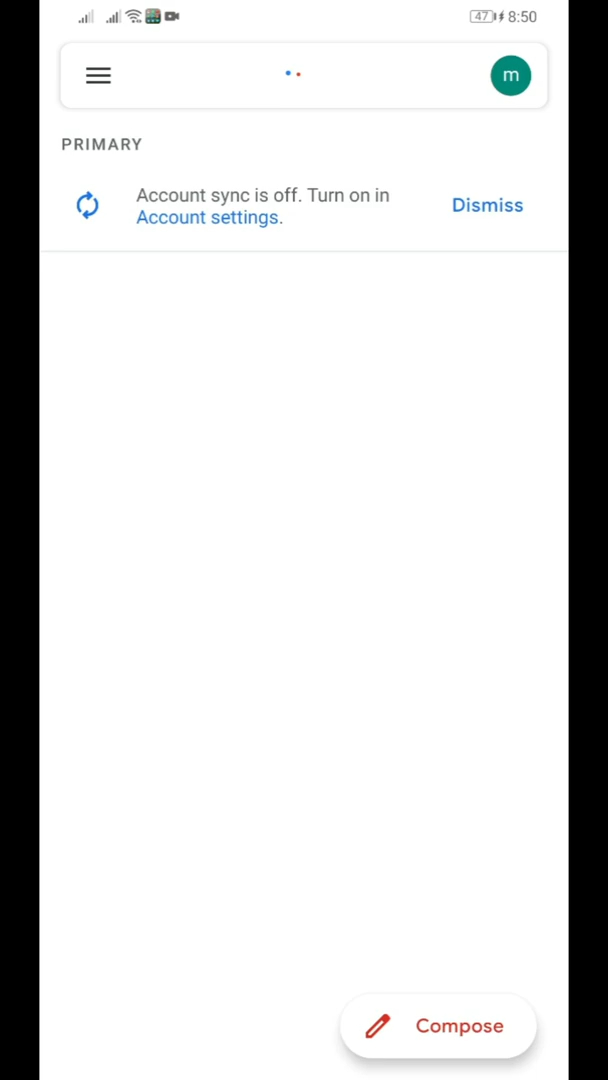 47 8:50
m
PRIMARY
Account sync is off. Turn on in
Account settings.
Dismiss
Compose